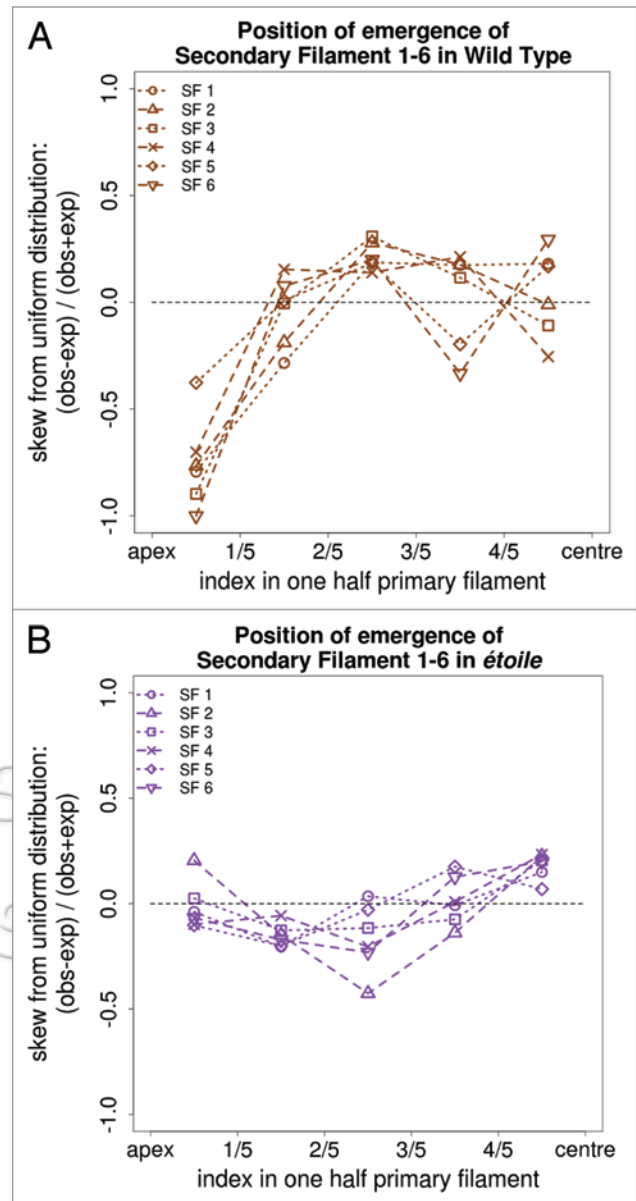 A
Position of emergence of
Secondary Filament 1-6 in Wild Type
skew from uniform distribution:
(obs-exp) / (obs+exp)
1.0
0.5
0.0
-0.5
-1.0
SF 1
SF 2
SF 3
SF 4
SF 5
SF 6
apex 1/5 2/5 3/5 4/5 centre
index in one half primary filament
B
Position of emergence of
Secondary Filament 1-6 in étoile
skew from uniform distribution:
(obs-exp) / (obs+exp)
1.0
0.5
0.0
-0.5
-1.0
SF 1
SF 2
SF 3
SF 4
SF 5
SF 6
apex 1/5 2/5 3/5 4/5 centre
index in one half primary filament